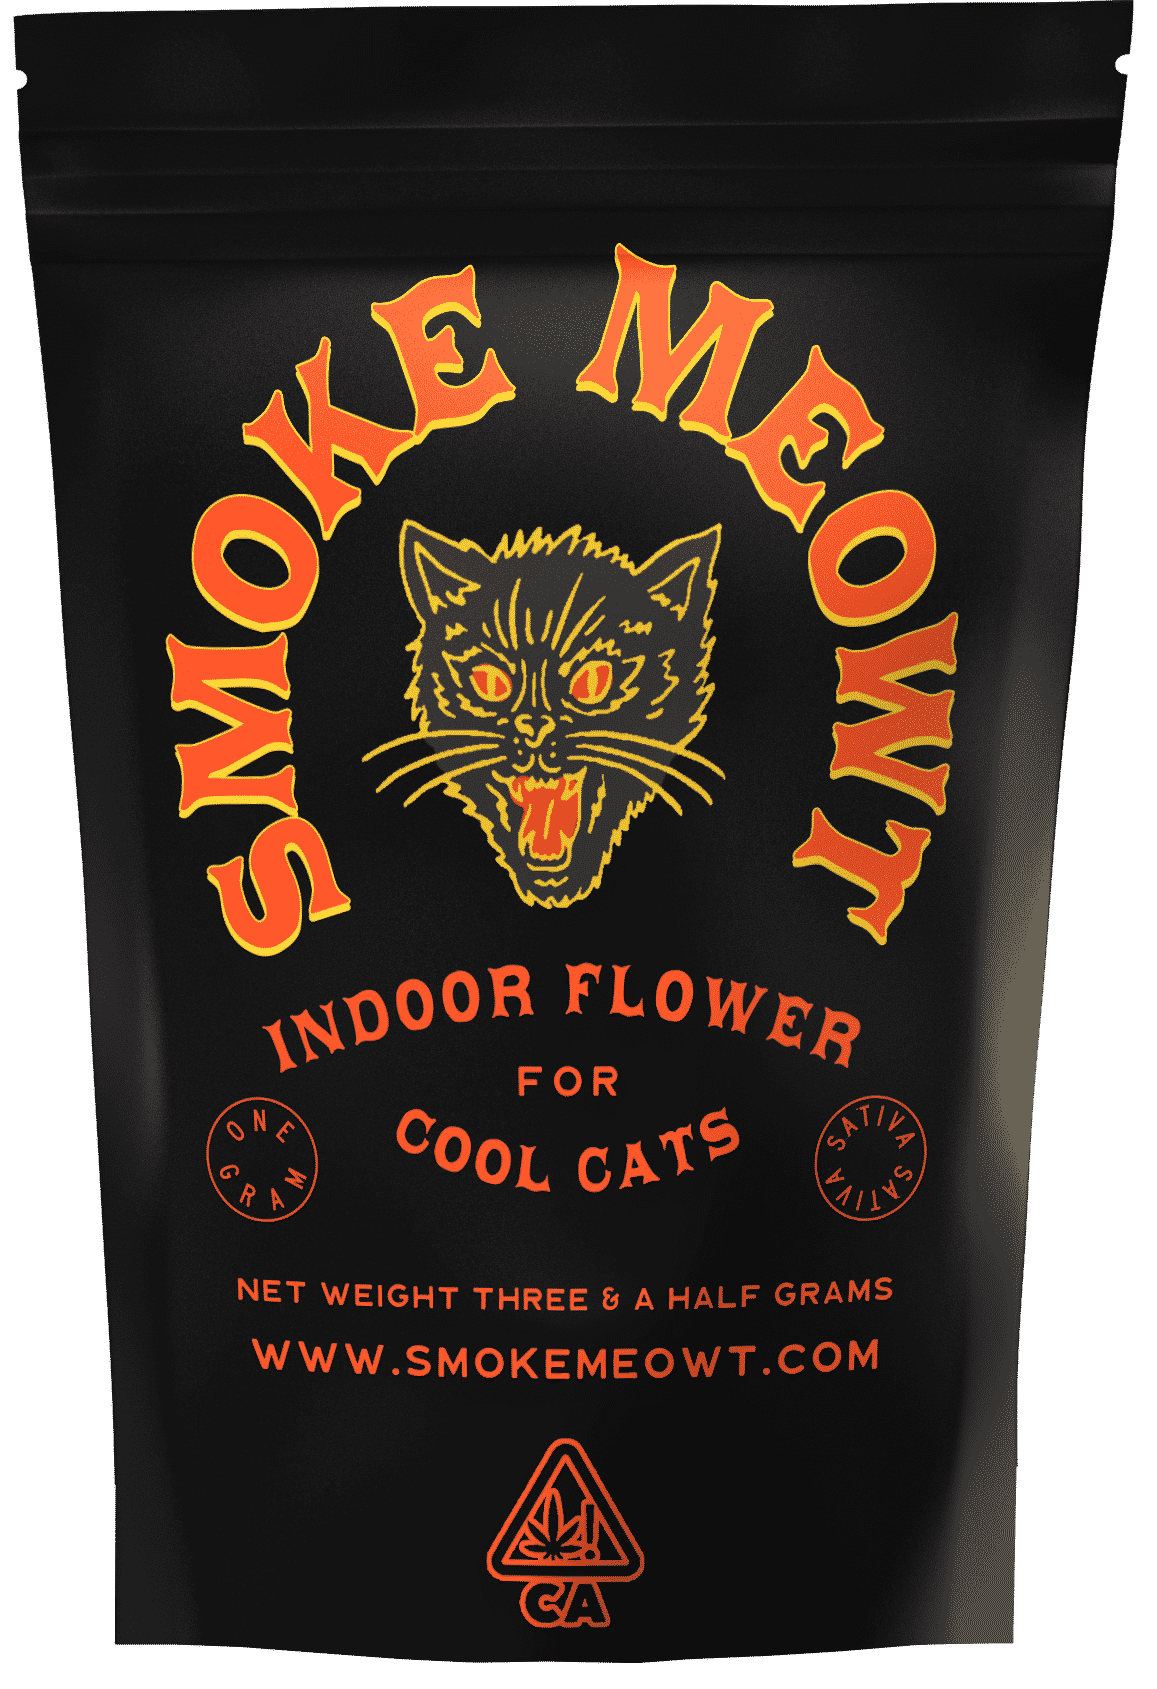 SMOKE MEOWT
INDOOR FLOWER
FOR
COOL CATS
ONE GRAM
SATIVA SATIVA
NET WEIGHT THREE & A HALF GRAMS
WWW.SMOKEMEOWT.COM
!
CA